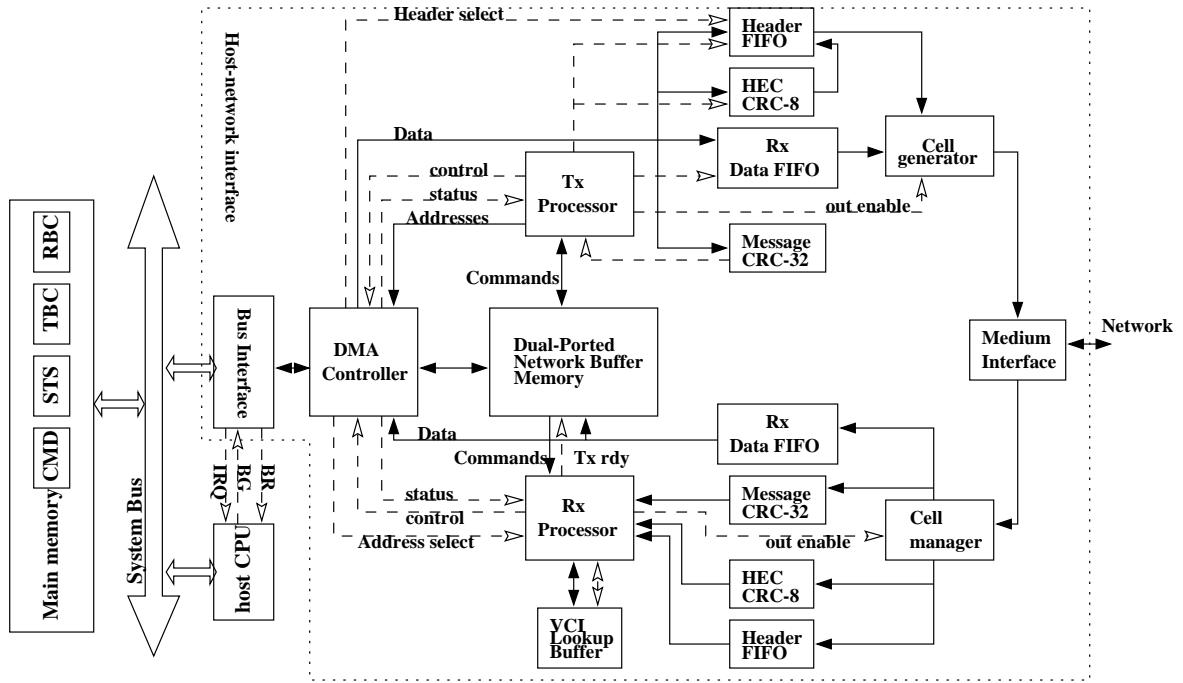 Header select
Header
FIFO
Host-network interface
HEC
CRC-8
Data
Rx
Data FIFO
Cell
generator
control
Tx
Processor
status
out enable
Addresses
Message
CRC-32
Commands
RBC
TBC
STS
CMD
Main memory
System Bus
Bus Interface
DMA
Controller
Dual-Ported
Network Buffer
Memory
Medium
Interface
Network
Rx
Data FIFO
Data
Commands
Tx rdy
IRQ
BG
BR
host CPU
status
control
Address select
Rx
Processor
Message
CRC-32
out enable
Cell
manager
HEC
CRC-8
VCI
Lookup
Buffer
Header
FIFO